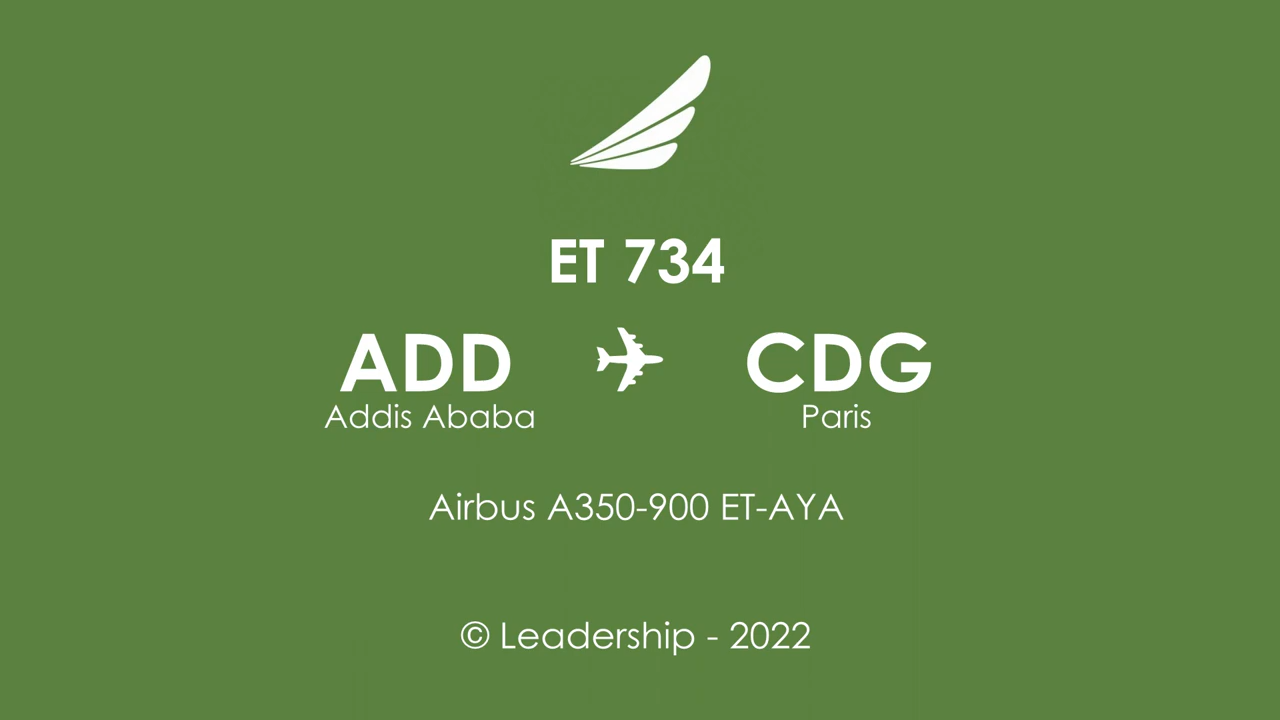 ET 734
ADD ✈ CDG
Addis Ababa Paris
Airbus A350-900 ET-AYA
© Leadership - 2022